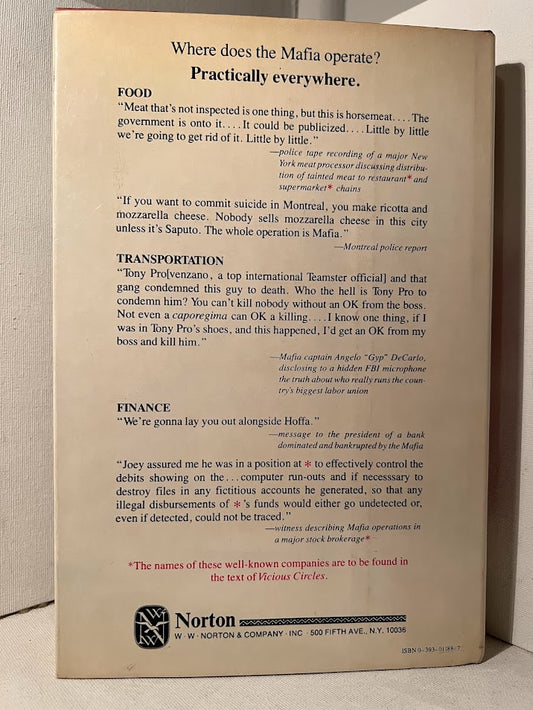 Where does the Mafia operate?
Practically everywhere.
FOOD
“Meat that’s not inspected is one thing, but this is horsemeat. . . . The
government is onto it. . . . It could be publicized. . . . Little by little
we’re going to get rid of it. Little by little.”
—police tape recording of a major New
York meat processor discussing distribu-
tion of tainted meat to restaurant* and
supermarket* chains
“If you want to commit suicide in Montreal, you make ricotta and
mozzarella cheese. Nobody sells mozzarella cheese in this city
unless it’s Saputo. The whole operation is Mafia.”
—Montreal police report
TRANSPORTATION
“Tony Pro[venzano, a top international Teamster official] and that
gang condemned this guy to death. Who the hell is Tony Pro to
condemn him? You can’t kill nobody without an OK from the boss.
Not even a caporegima can OK a killing. . . . I know one thing, if I
was in Tony Pro’s shoes, and this happened, I’d get an OK from my
boss and kill him.”
—Mafia captain Angelo “Gyp” DeCarlo,
disclosing to a hidden FBI microphone
the truth about who really runs the coun-
try’s biggest labor union
FINANCE
“We’re gonna lay you out alongside Hoffa.”
—message to the president of a bank
dominated and bankrupted by the Mafia
“Joey assured me he was in a position at * to effectively control the
debits showing on the . . . computer run-outs and if necesssary to
destroy files in any fictitious accounts he generated, so that any
illegal disbursements of *’s funds would either go undetected or,
even if detected, could not be traced.”
—witness describing Mafia operations in
a major stock brokerage*
*The names of these well-known companies are to be found in
the text of Vicious Circles.
Norton
W · W · NORTON & COMPANY · INC · 500 FIFTH AVE., N.Y. 10036
ISBN 0-393-01188-7